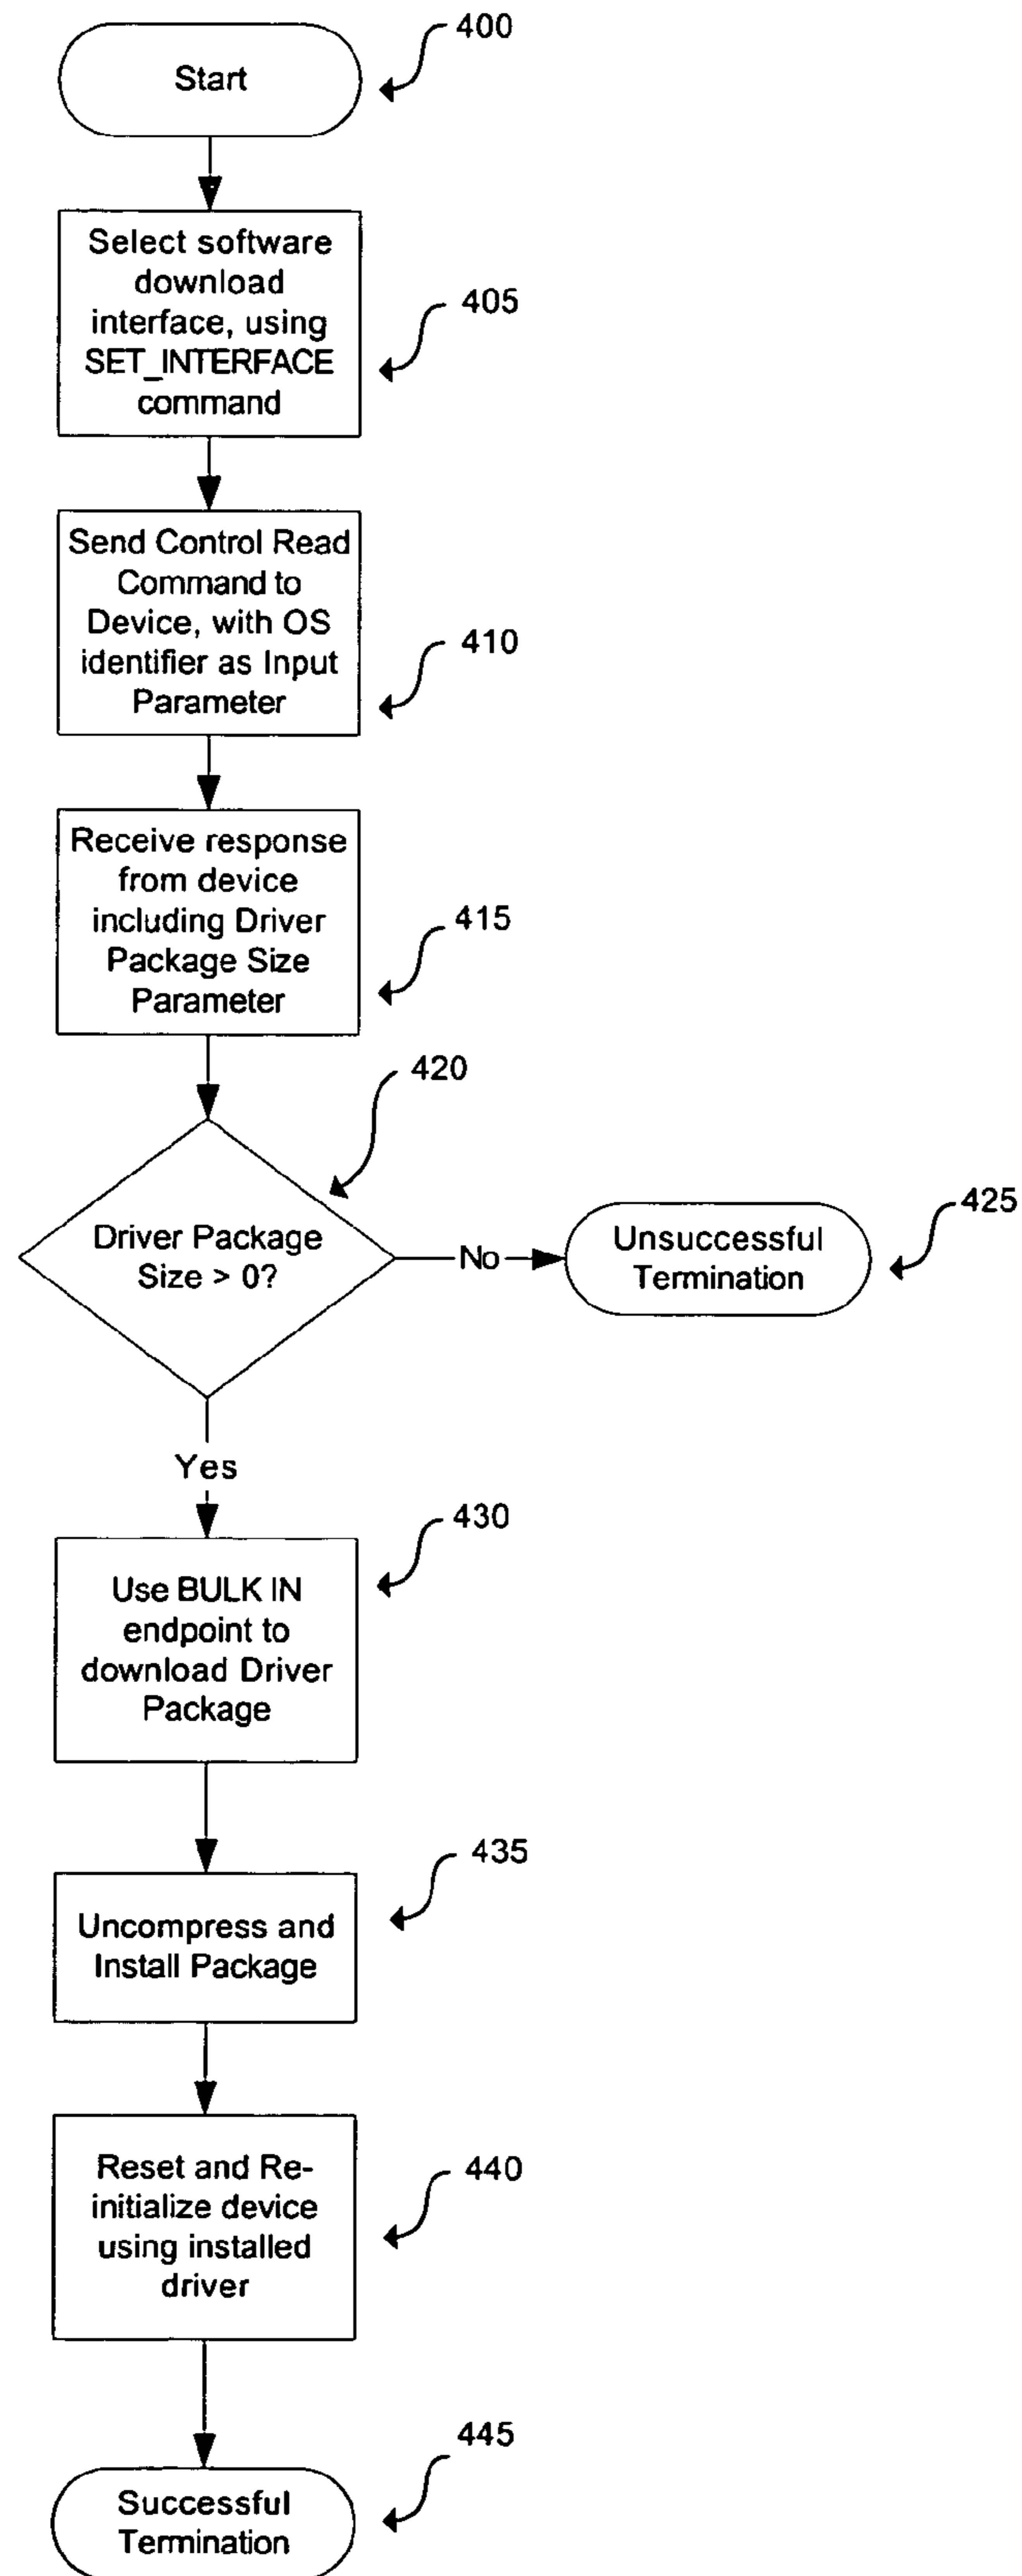 400
Start
Select software
download
interface, using
SET_INTERFACE
command
405
Send Control Read
Command to
Device, with OS
identifier as Input
Parameter
410
Receive response
from device
including Driver
Package Size
Parameter
415
420
Driver Package
Size > 0?
No
Unsuccessful
Termination
425
Yes
430
Use BULK IN
endpoint to
download Driver
Package
435
Uncompress and
Install Package
Reset and Re-
initialize device
using installed
driver
440
445
Successful
Termination